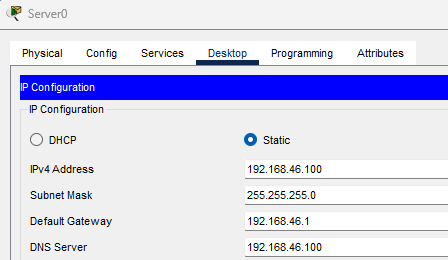 Server0
Physical Config Services Desktop Programming Attributes
IP Configuration
IP Configuration
DHCP Static
IPv4 Address 192.168.46.100
Subnet Mask 255.255.255.0
Default Gateway 192.168.46.1
DNS Server 192.168.46.100